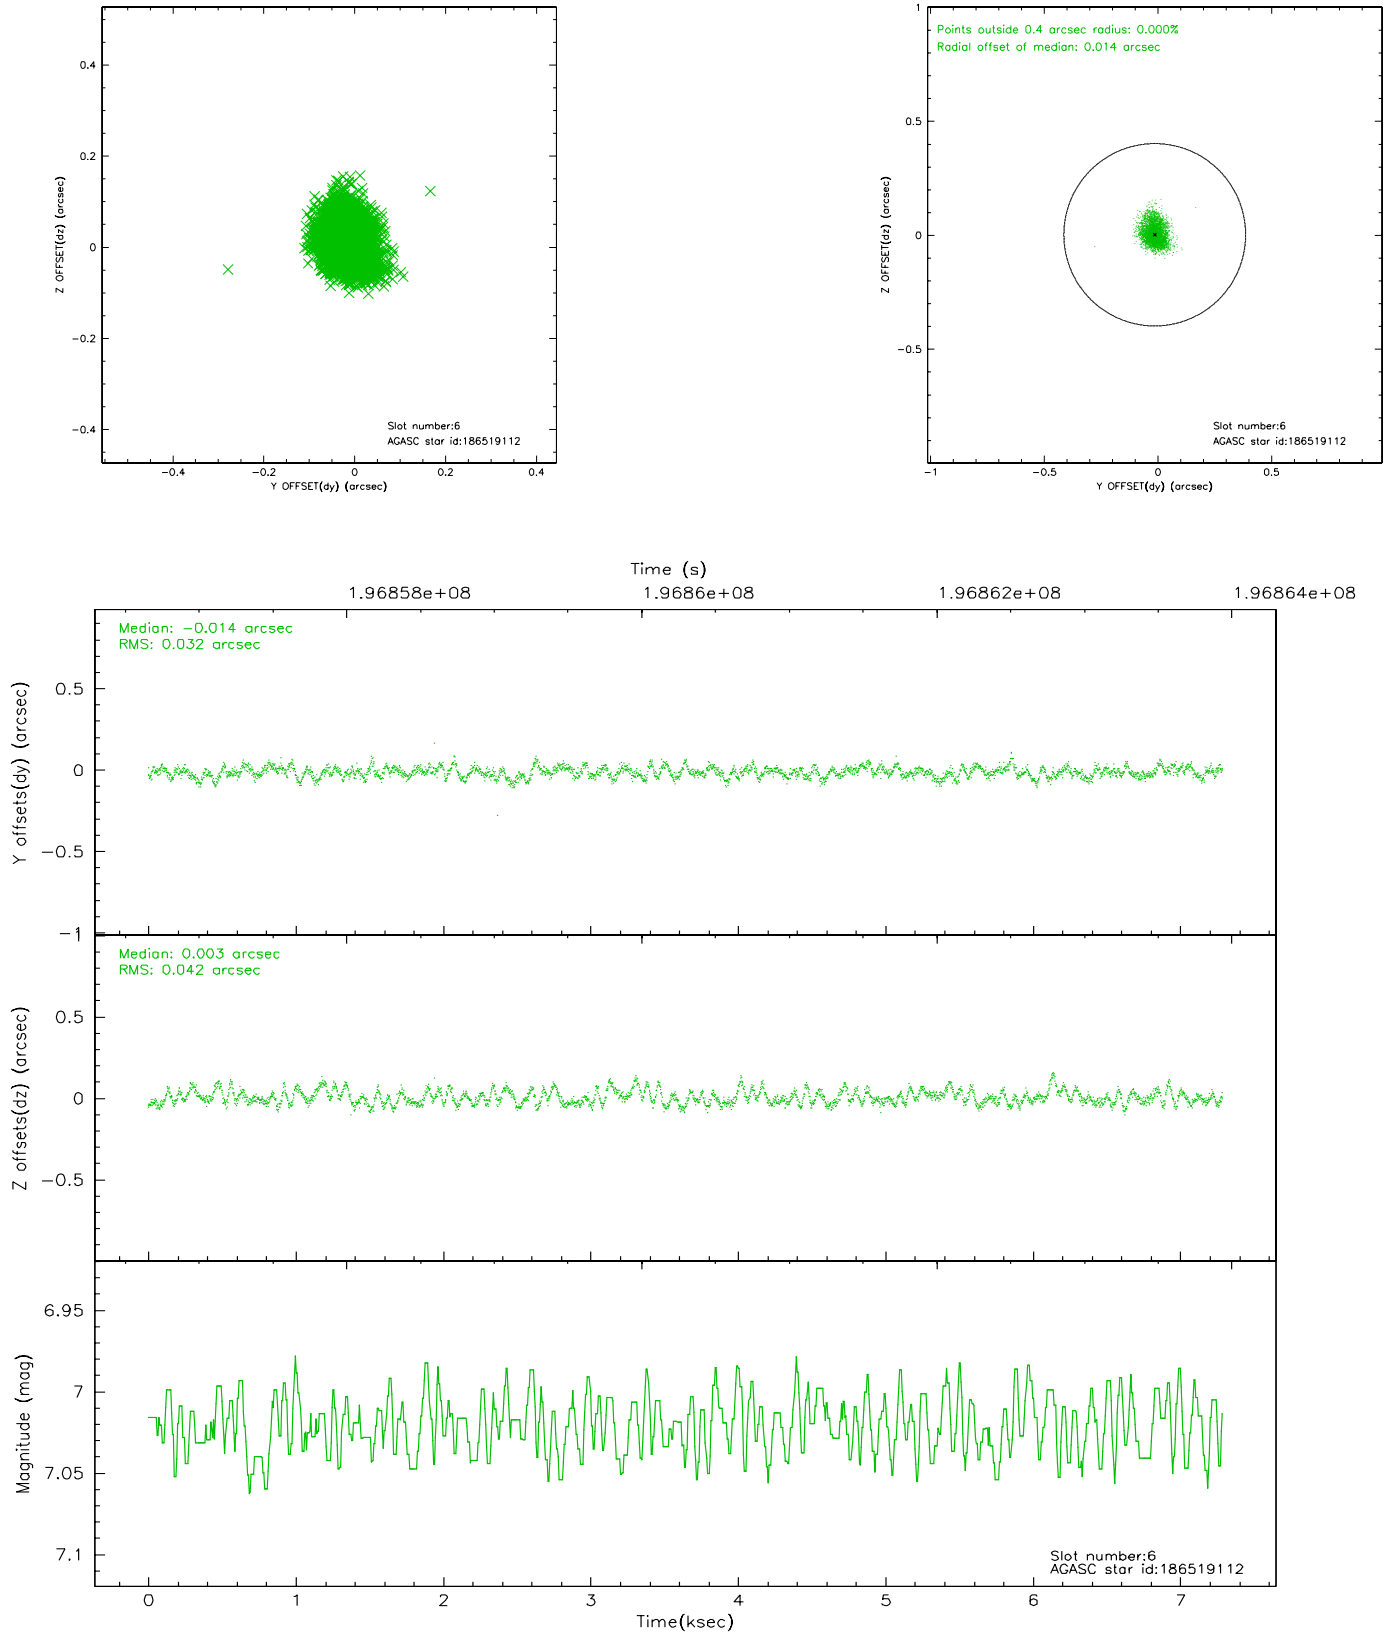 0.4
0.2
0
−0.2
−0.4
Z OFFSET(dz) (arcsec)
Slot number:6
AGASC star id:186519112
−0.4 −0.2 0 0.2 0.4
Y OFFSET(dy) (arcsec)
Points outside 0.4 arcsec radius: 0.000%
Radial offset of median: 0.014 arcsec
1
0.5
0
−0.5
Z OFFSET(dz) (arcsec)
Slot number:6
AGASC star id:186519112
−1 −0.5 0 0.5
Y OFFSET(dy) (arcsec)
Time (s)
1.96858e+08 1.9686e+08 1.96862e+08 1.96864e+08
Median: −0.014 arcsec
RMS: 0.032 arcsec
0.5
0
−0.5
−1
Y offsets(dy) (arcsec)
Median: 0.003 arcsec
RMS: 0.042 arcsec
0.5
0
−0.5
Z offsets(dz) (arcsec)
6.95
7
7.05
7.1
Magnitude (mag)
Slot number:6
AGASC star id:186519112
0 1 2 3 4 5 6 7
Time(ksec)